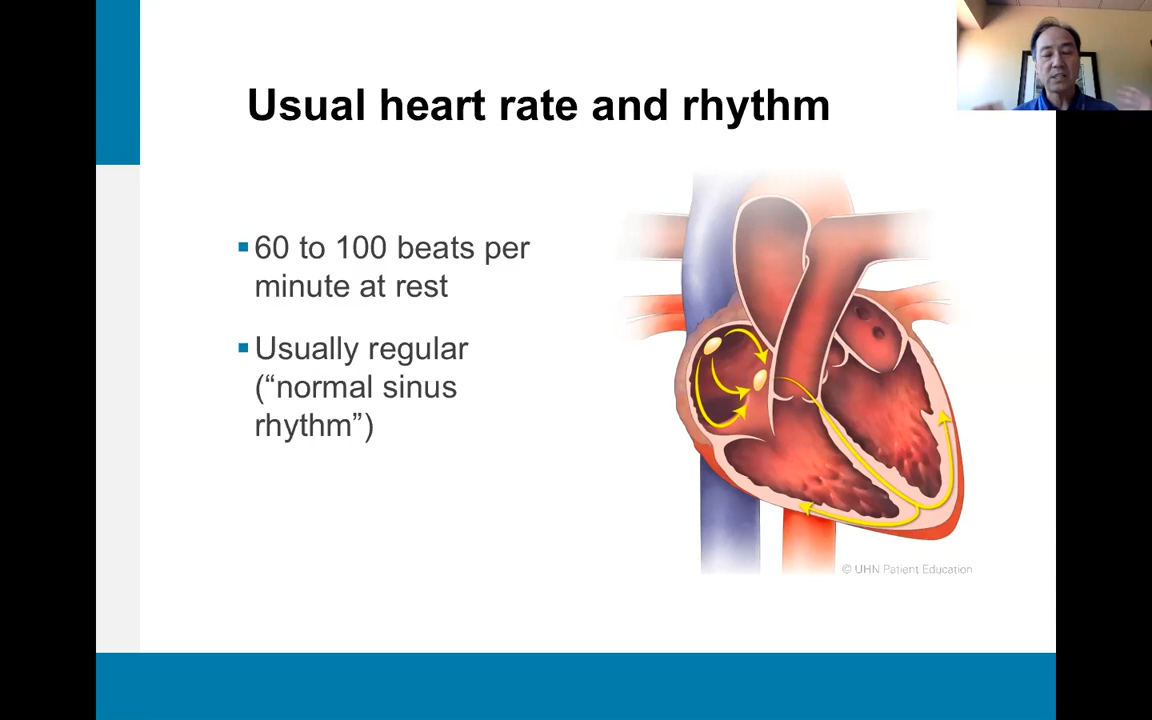 Usual heart rate and rhythm
▪60 to 100 beats per
minute at rest
▪Usually regular
(“normal sinus
rhythm”)
© UHN Patient Education